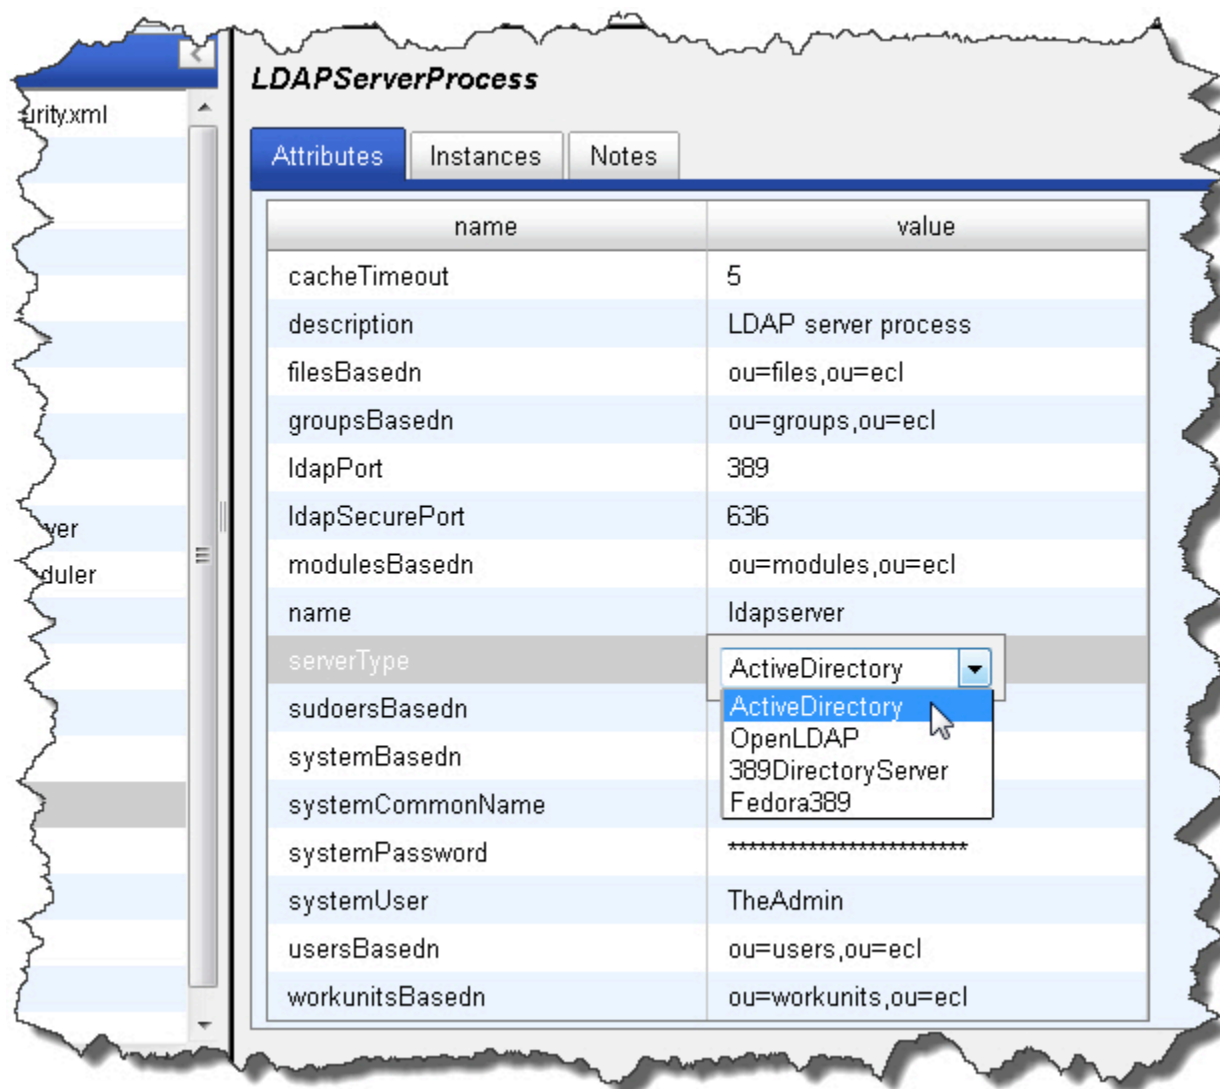 urity.xml
ver
duler
LDAPServerProcess
Attributes Instances Notes
name value
cacheTimeout 5
description LDAP server process
filesBasedn ou=files,ou=ecl
groupsBasedn ou=groups,ou=ecl
ldapPort 389
ldapSecurePort 636
modulesBasedn ou=modules,ou=ecl
name ldapserver
serverType ActiveDirectory
ActiveDirectory
sudoersBasedn
OpenLDAP
systemBasedn
389DirectoryServer
systemCommonName
Fedora389
systemPassword ************************
systemUser TheAdmin
usersBasedn ou=users,ou=ecl
workunitsBasedn ou=workunits,ou=ecl